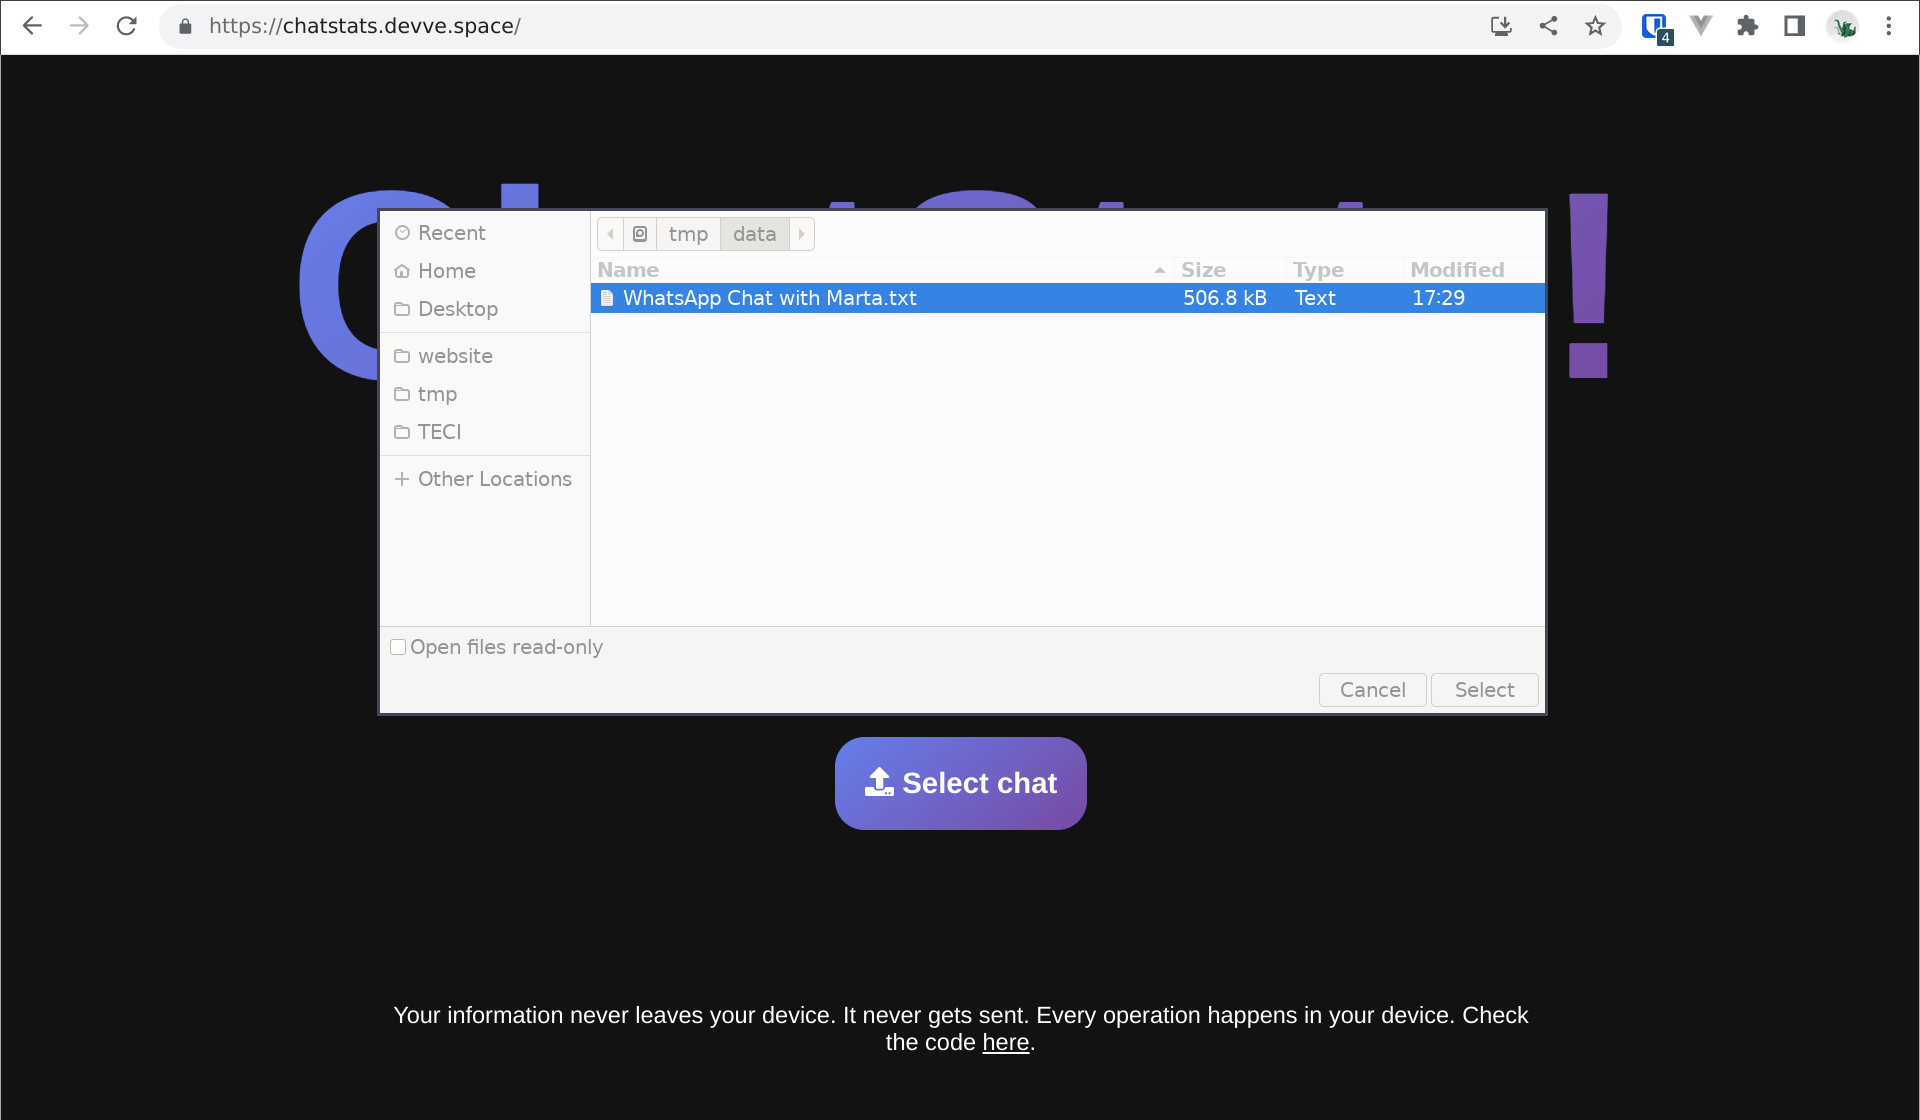 https://chatstats.devve.space/
4
!
Recent
Home
Desktop
website
tmp
TECI
Other Locations
tmp data
Name Size Type Modified
WhatsApp Chat with Marta.txt 506.8 kB Text 17:29
Open files read-only
Cancel Select
Select chat
Your information never leaves your device. It never gets sent. Every operation happens in your device. Check
the code here.